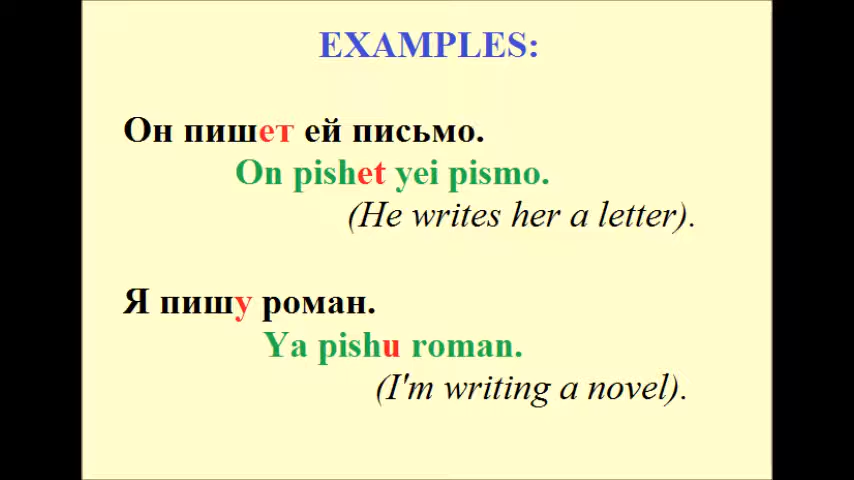 EXAMPLES:
Он пишет ей письмо.
On pishet yei pismo.
(He writes her a letter).
Я пишу роман.
Ya pishu roman.
(I'm writing a novel).